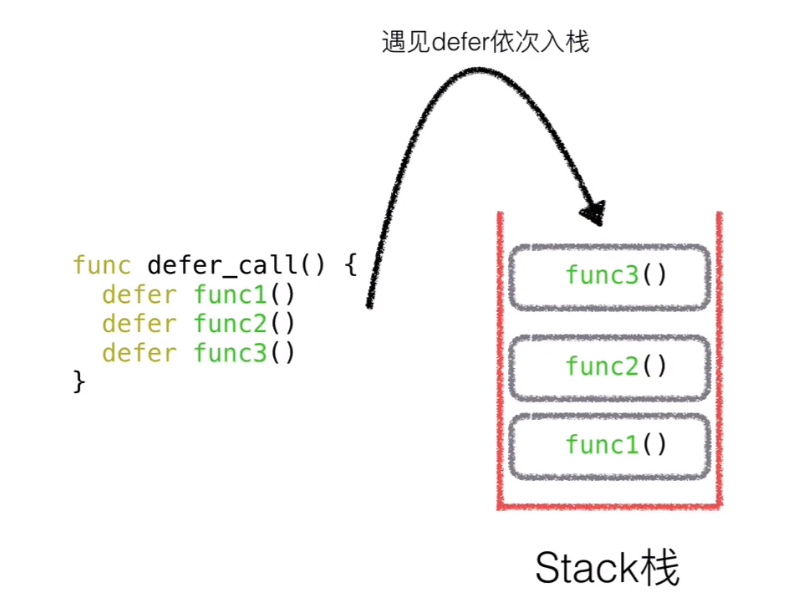 遇见defer依次入栈
func defer_call() {
  defer func1()
  defer func2()
  defer func3()
}
func3()
func2()
func1()
Stack栈